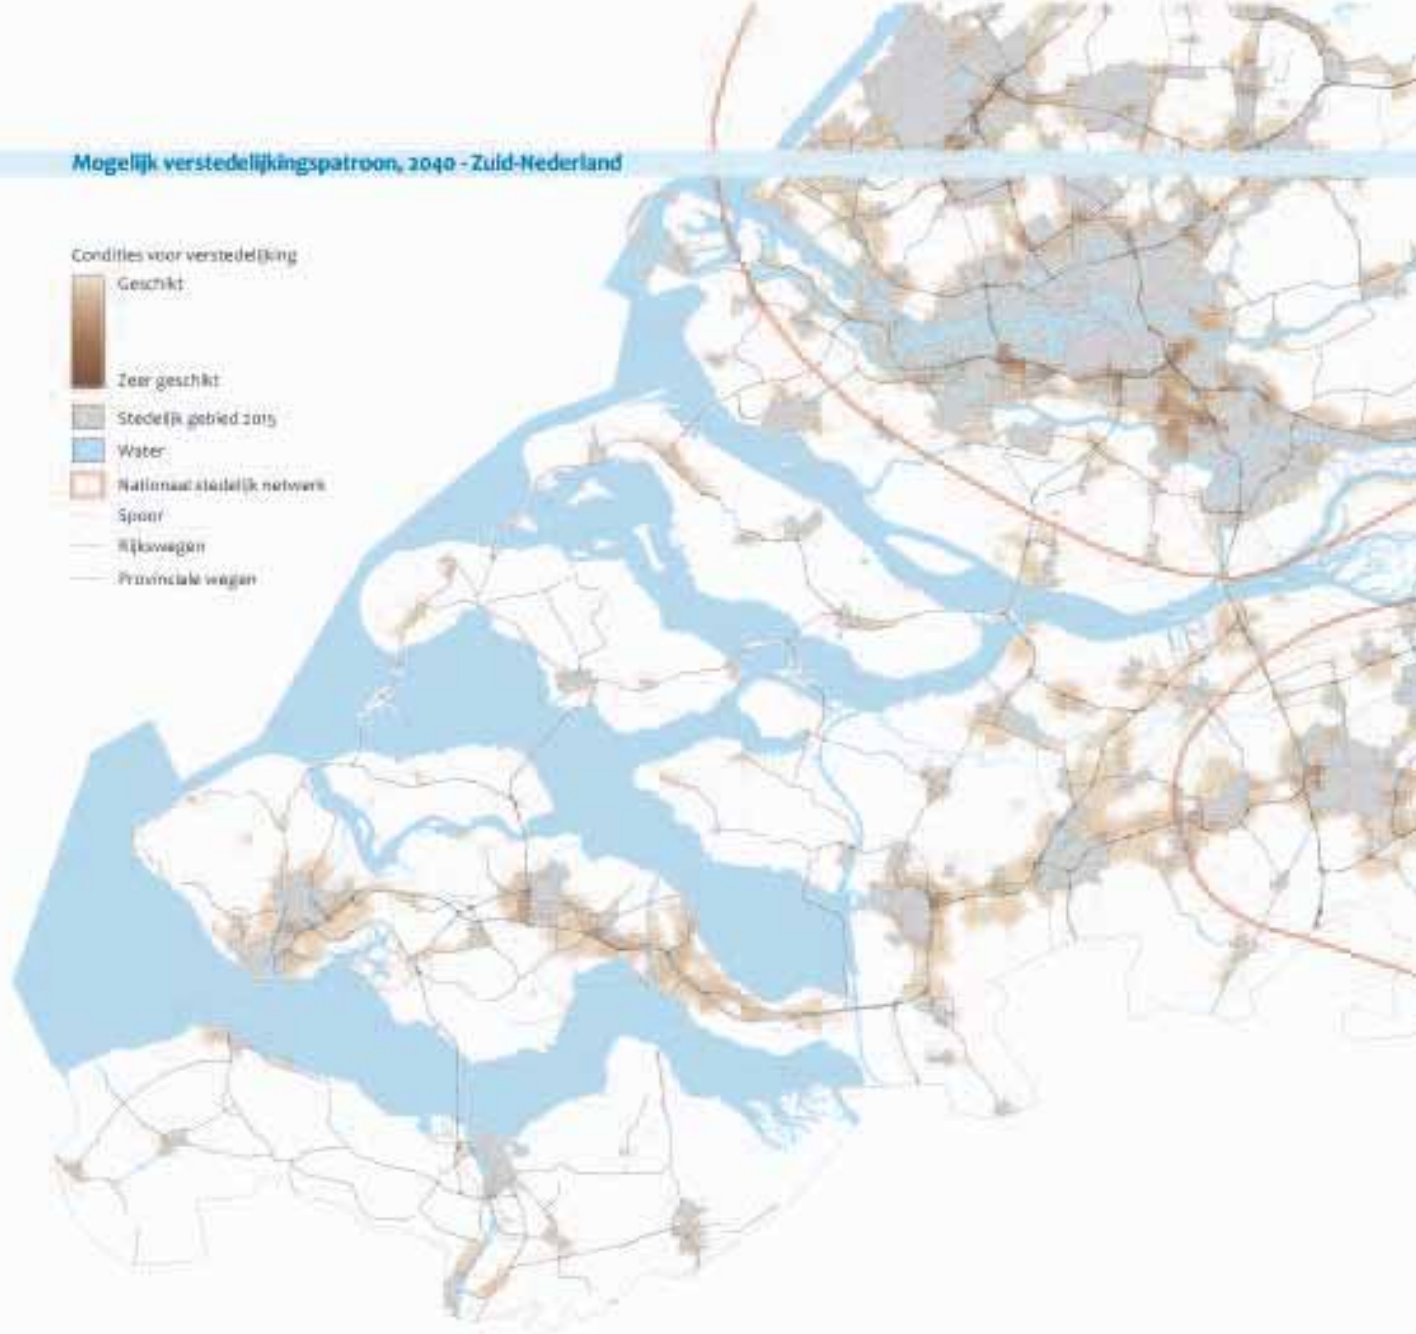 Mogelijk verstedelijkingspatroon, 2040 - Zuid-Nederland
Condities voor verstedelijking
Geschikt
Zeer geschikt
Stedelijk gebied 2015
Water
Nationaal stedelijk netwerk
Spoor
Rijkswegen
Provinciale wegen